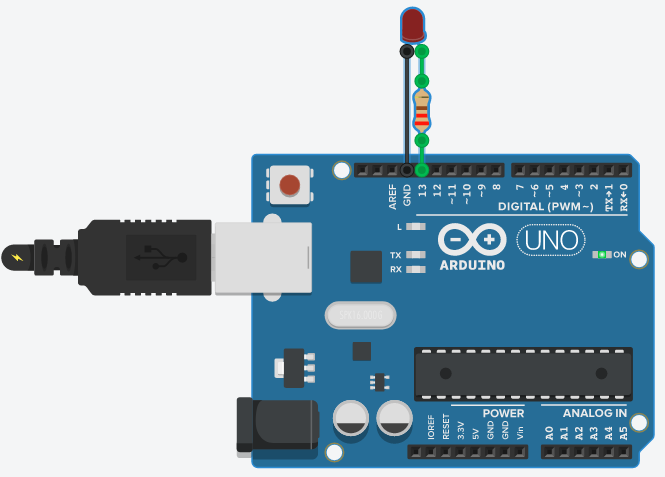 AREF
GND
13
12
~11
~10
~9
8
7
~6
~5
4
~3
2
TX→1
RX←0
DIGITAL (PWM~)
L
TX
RX
UNO
ARDUINO
ON
POWER
ANALOG IN
IOREF
RESET
3.3V
5V
GND
GND
Vin
A0
A1
A2
A3
A4
A5